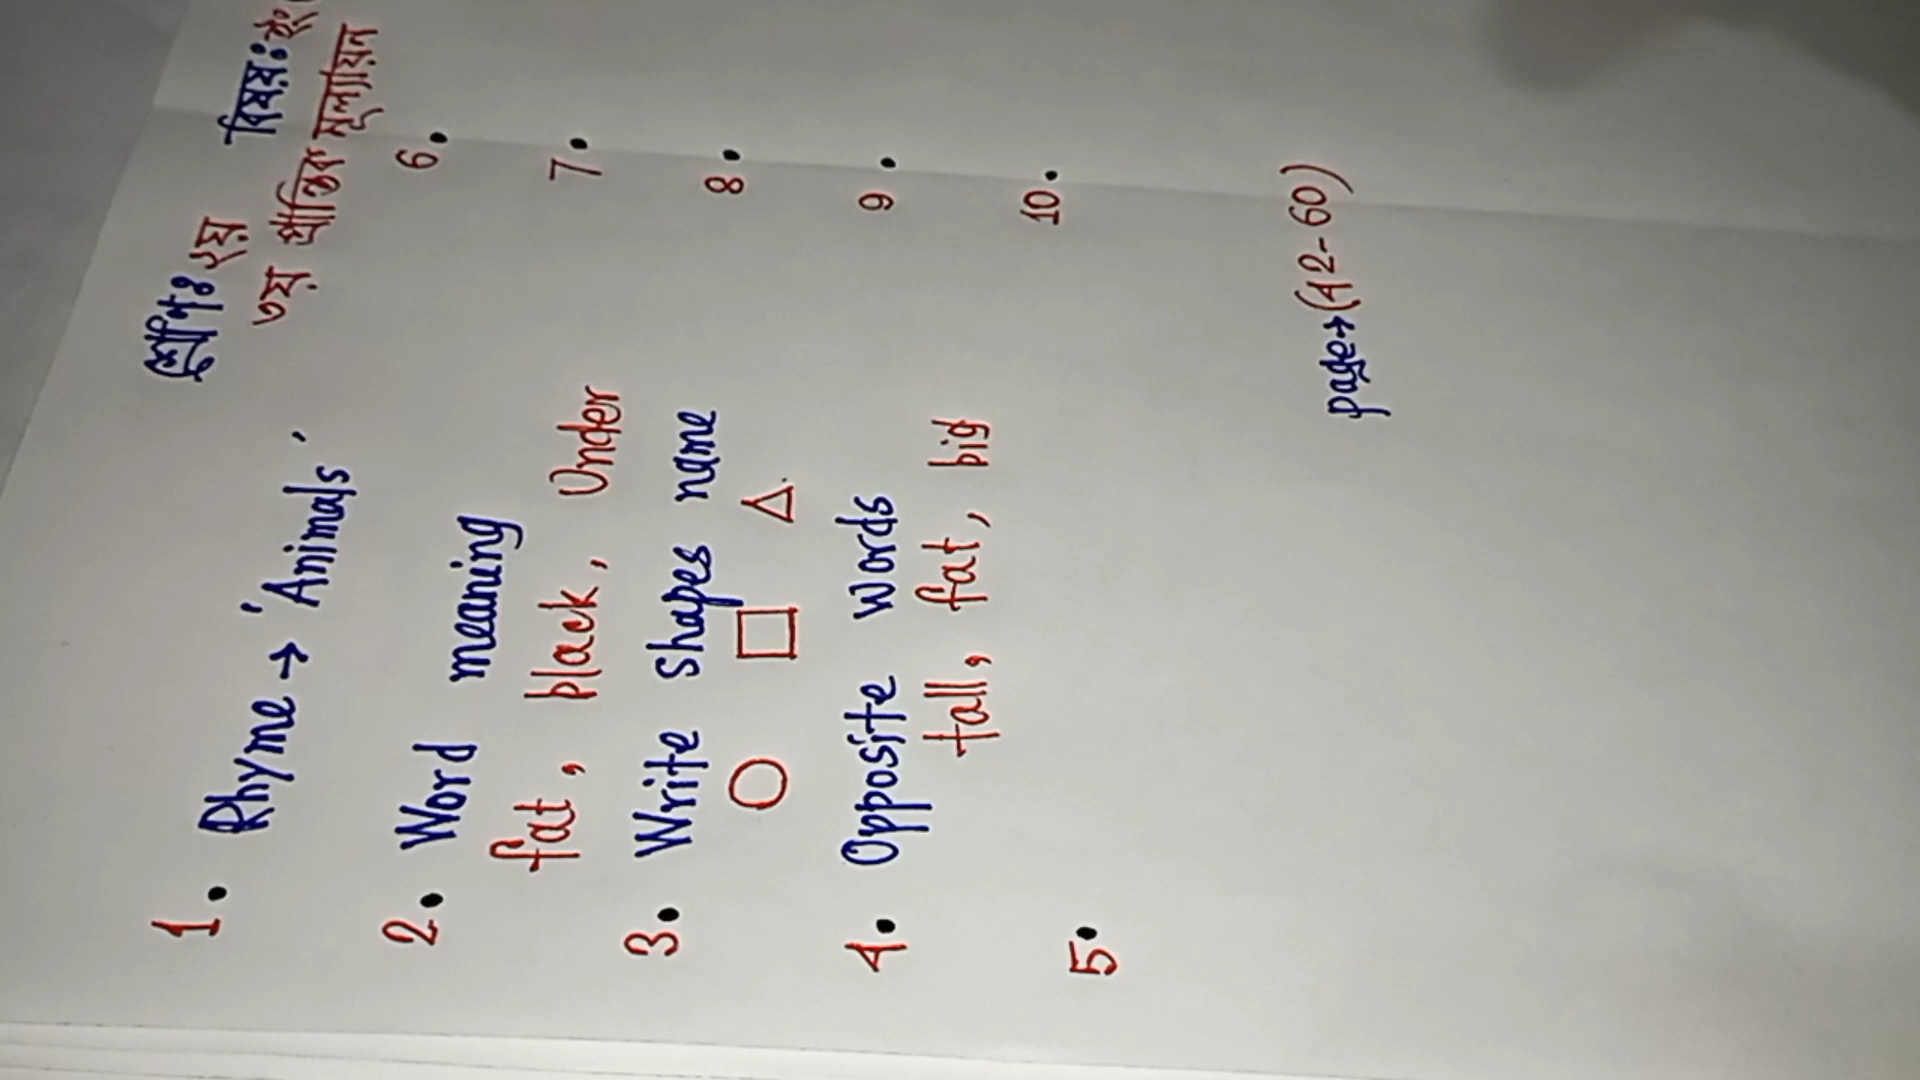 শ্রেণিঃ ২য় বিষয়ঃ
৩য় প্রান্তিক মূল্যায়ন
1. Rhyme → 'Animals'
2. Word meaning
fat, black, Under
3. Write shapes name
4. Opposite words
tall, fat, big
5.
6.
7.
8.
9.
10.
page→(42-60)